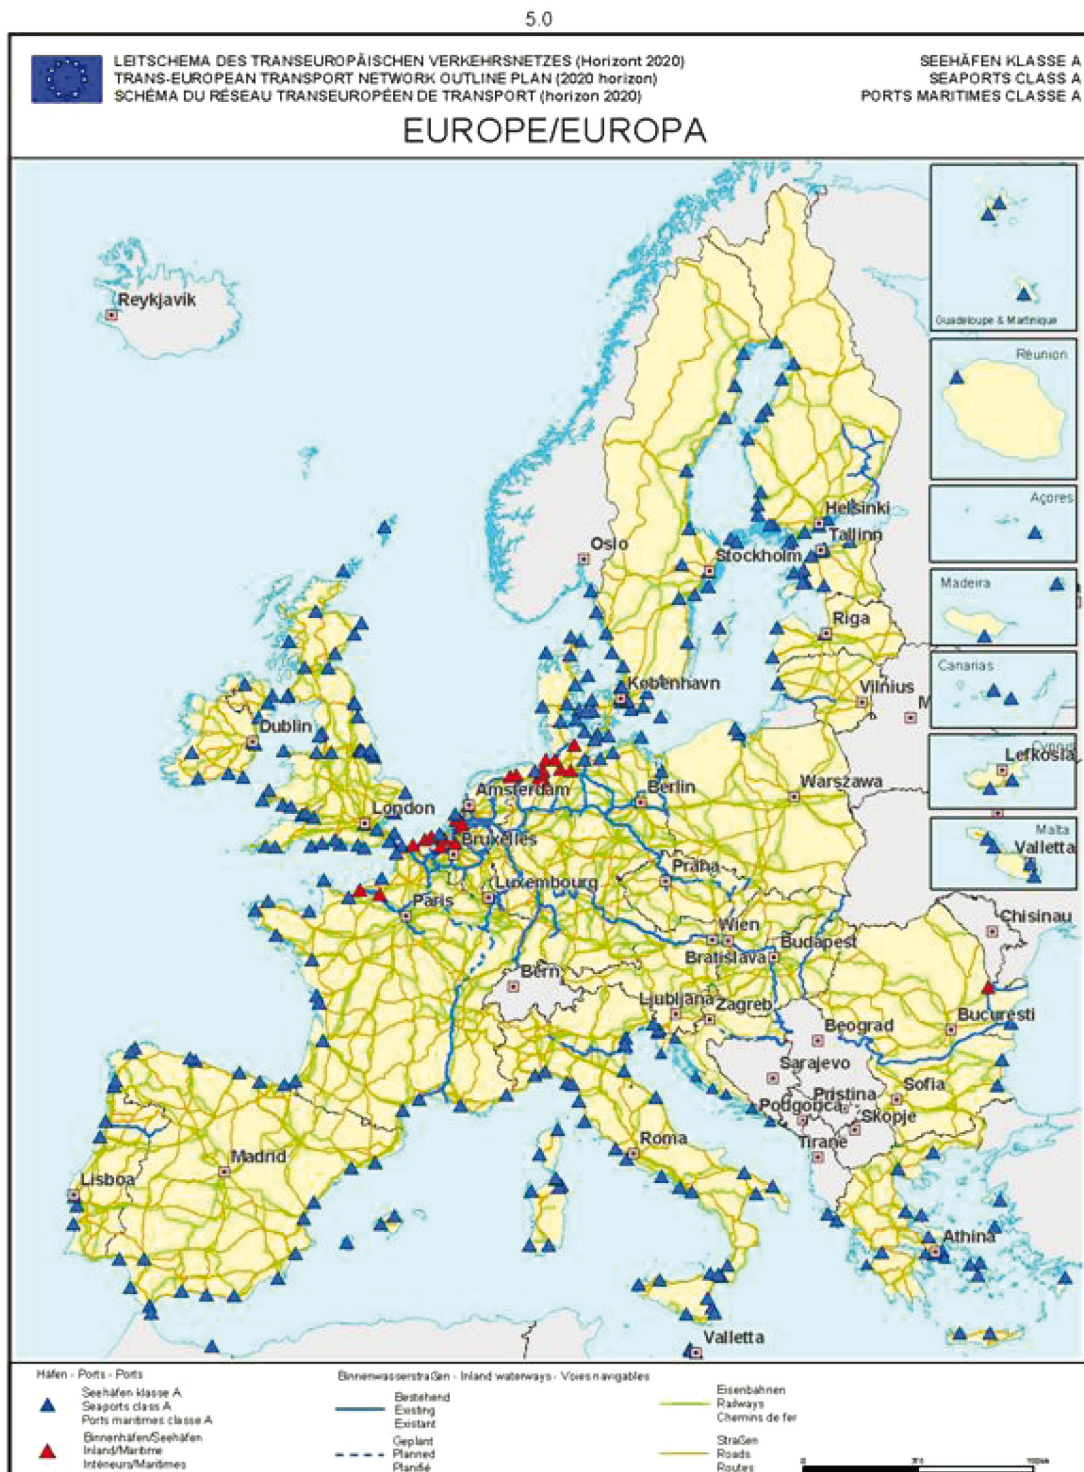 5.0
LEITSCHEMA DES TRANSEUROPÄISCHEN VERKEHRSNETZES (Horizont 2020)
TRANS-EUROPEAN TRANSPORT NETWORK OUTLINE PLAN (2020 horizon)
SCHÉMA DU RÉSEAU TRANSEUROPÉEN DE TRANSPORT (horizon 2020)
SEEHÄFEN KLASSE A
SEAPORTS CLASS A
PORTS MARITIMES CLASSE A
EUROPE/EUROPA
Guadeloupe & Martinique
Reykjavik
Réunion
Açores
Helsinki
Tallinn
Oslo
Stockholm
Madeira
Riga
Canarias
København
Vilnius
M
Dublin
Lefkosia
Amsterdam
Berlin
Warszawa
London
Bruxelles
Malta
Valletta
Praha
Luxembourg
Paris
Chisinau
Wien
Budapest
Bratislava
Bern
Ljubljana
Zagreb
Bucuresti
Beograd
Sarajevo
Sofia
Pristina
Podgorica
Skopje
Tirane
Roma
Madrid
Lisboa
Athina
Valletta
Häfen - Ports - Ports
Seehäfen klasse A
Seaports class A
Ports maritimes classe A
Binnenhäfen/Seehäfen
Inland/Maritime
Intérieurs/Maritimes
Binnenwasserstraßen - Inland waterways - Voies navigables
Bestehend
Existing
Existant
Geplant
Planned
Planifié
Eisenbahnen
Railways
Chemins de fer
Straßen
Roads
Routes
0